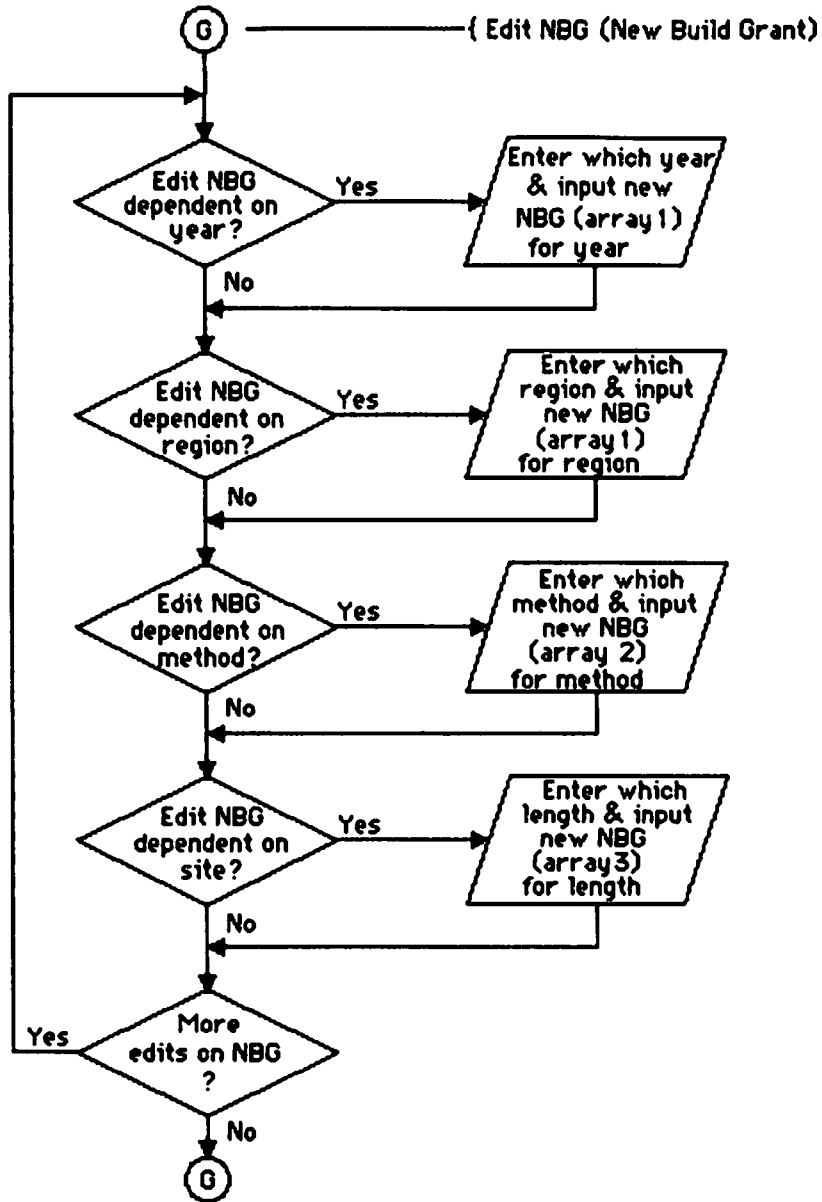 G
{ Edit NBG (New Build Grant)
Edit NBG
dependent on
year?
Yes
Enter which year
& input new
NBG (array 1)
for year
No
Edit NBG
dependent on
region?
Yes
Enter which
region & input
new NBG
(array 1)
for region
No
Edit NBG
dependent on
method?
Yes
Enter which
method & input
new NBG
(array 2)
for method
No
Edit NBG
dependent on
site?
Yes
Enter which
length & input
new NBG
(array 3)
for length
No
More
edits on NBG
?
Yes
No
G